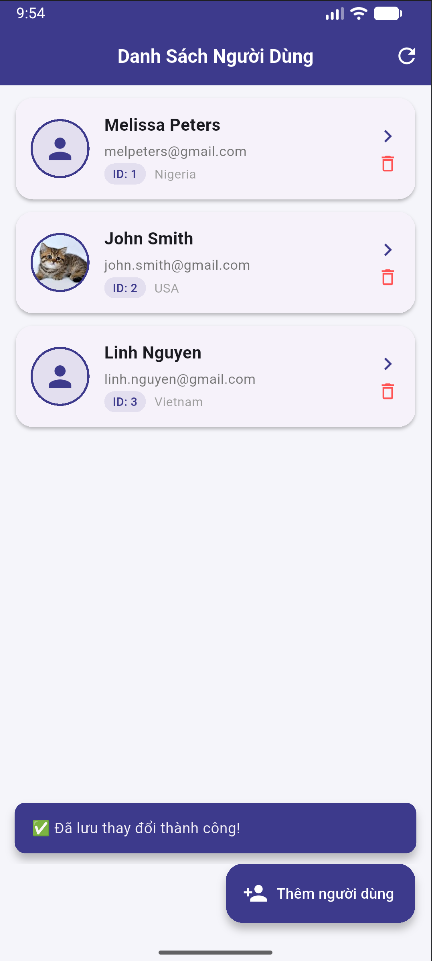 9:54
Danh Sách Người Dùng
Melissa Peters
melpeters@gmail.com
ID: 1 Nigeria
John Smith
john.smith@gmail.com
ID: 2 USA
Linh Nguyen
linh.nguyen@gmail.com
ID: 3 Vietnam
✅ Đã lưu thay đổi thành công!
Thêm người dùng